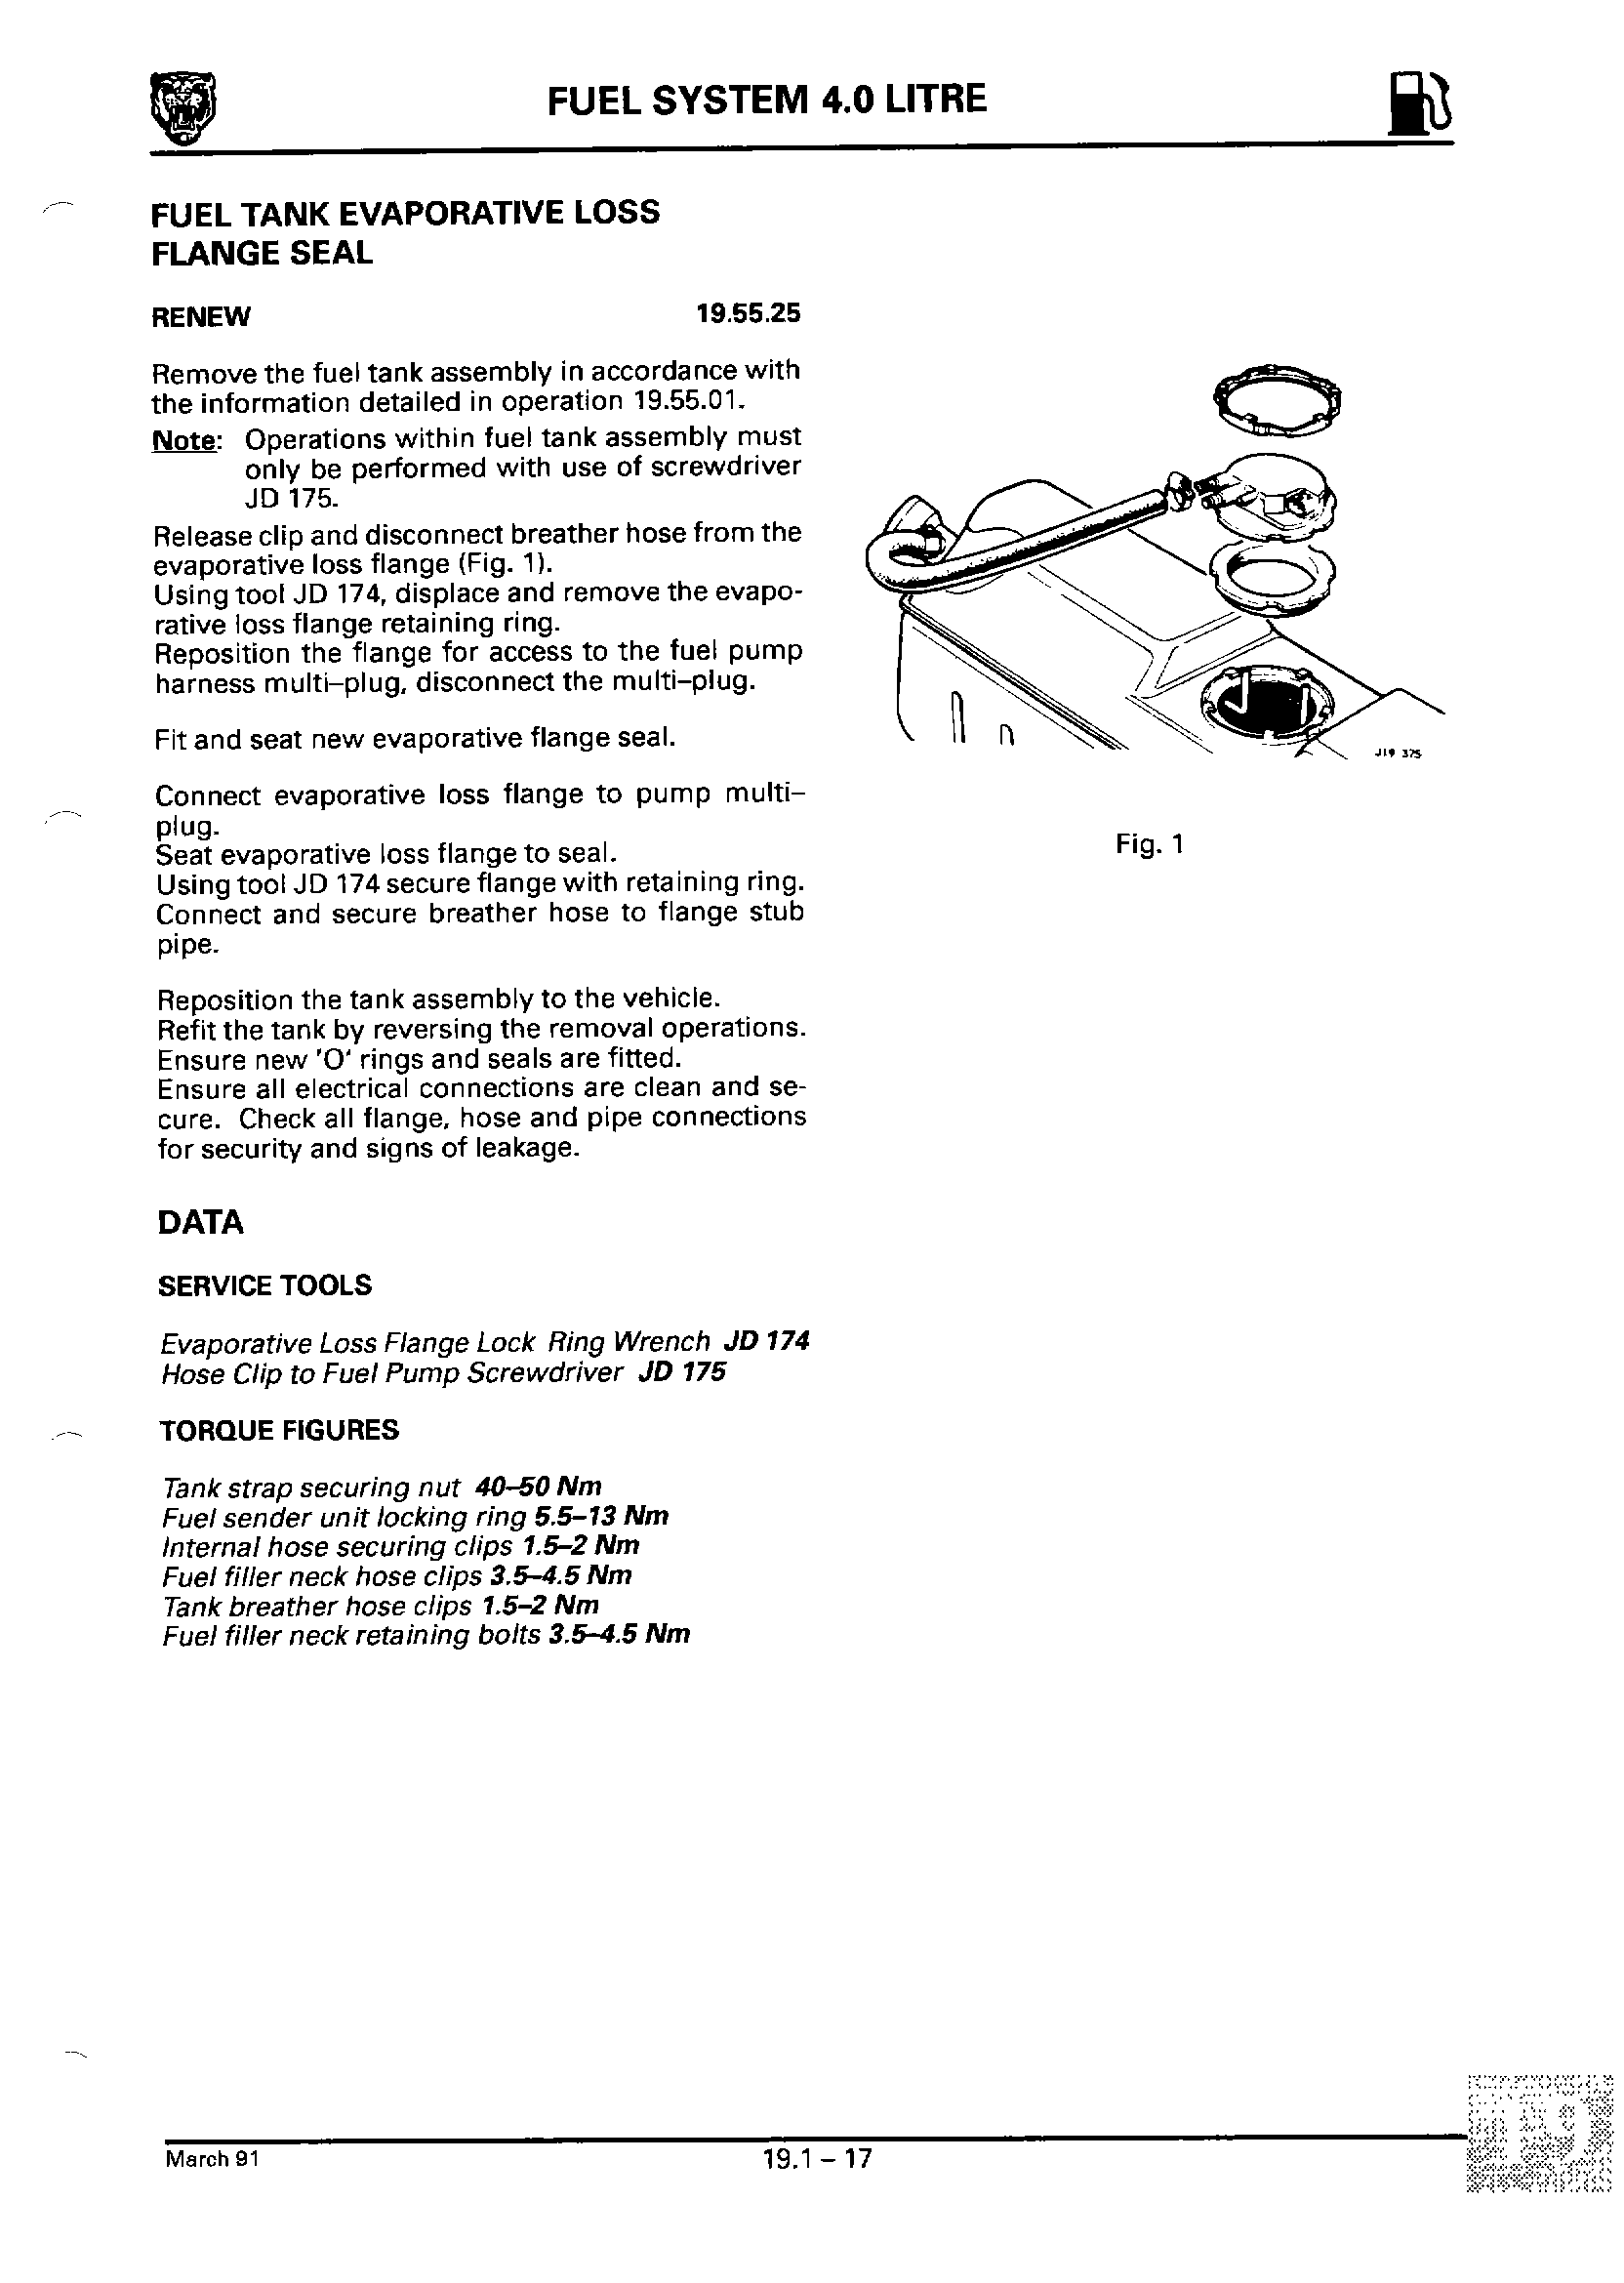 FUEL SYSTEM 4.0 LITRE
FUEL TANK EVAPORATIVE LOSS
FLANGE SEAL
RENEW 19.55.25
Remove the fuel tank assembly in accordance with
the information detailed in operation 19.55.01.
Note: Operations within fuel tank assembly must
only be performed with use of screwdriver
JD 175.
Release clip and disconnect breather hose from the
evaporative loss flange (Fig. 1).
Using tool JD 174, displace and remove the evapo-
rative loss flange retaining ring.
Reposition the flange for access to the fuel pump
harness multi–plug, disconnect the multi–plug.
Fit and seat new evaporative flange seal.
Connect evaporative loss flange to pump multi–
plug.
Seat evaporative loss flange to seal.
Using tool JD 174 secure flange with retaining ring.
Connect and secure breather hose to flange stub
pipe.
Reposition the tank assembly to the vehicle.
Refit the tank by reversing the removal operations.
Ensure new 'O' rings and seals are fitted.
Ensure all electrical connections are clean and se-
cure. Check all flange, hose and pipe connections
for security and signs of leakage.
DATA
SERVICE TOOLS
Evaporative Loss Flange Lock Ring Wrench JD 174
Hose Clip to Fuel Pump Screwdriver JD 175
TORQUE FIGURES
Tank strap securing nut 40–50 Nm
Fuel sender unit locking ring 5.5–13 Nm
Internal hose securing clips 1.5–2 Nm
Fuel filler neck hose clips 3.5–4.5 Nm
Tank breather hose clips 1.5–2 Nm
Fuel filler neck retaining bolts 3.5–4.5 Nm
J19 375
Fig. 1
March 91
19.1 – 17